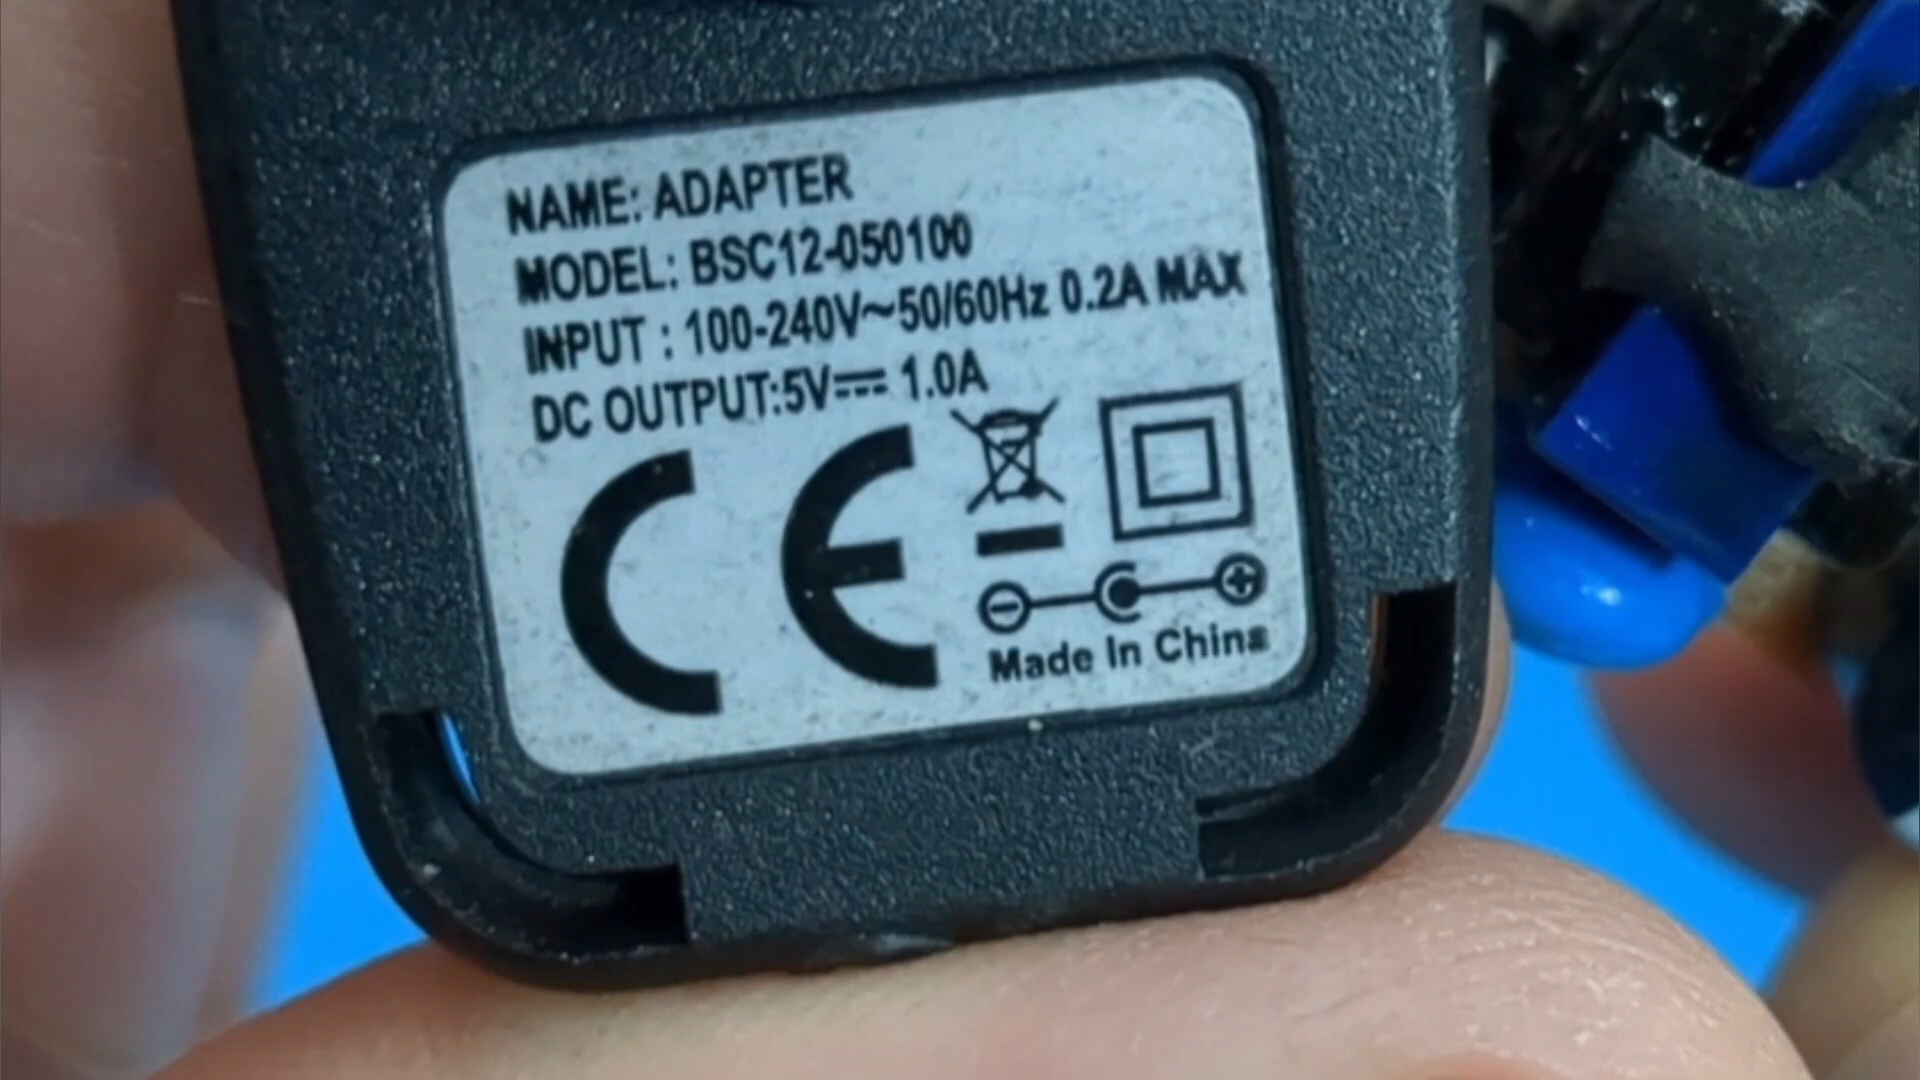 NAME: ADAPTER
MODEL: BSC12-050100
INPUT : 100-240V~50/60Hz 0.2A MAX
DC OUTPUT:5V⎓ 1.0A
CE
Made In China